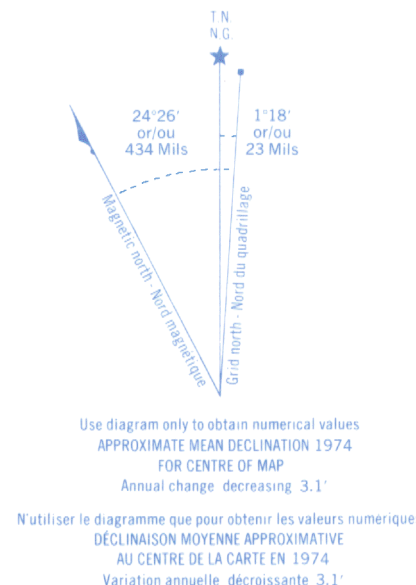 T.N.
N.G.
24°26'
or/ou
434 Mils
1°18'
or/ou
23 Mils
Magnetic north - Nord magnétique
Grid north - Nord du quadrillage
Use diagram only to obtain numerical values
APPROXIMATE MEAN DECLINATION 1974
FOR CENTRE OF MAP
Annual change decreasing 3.1'
N'utiliser le diagramme que pour obtenir les valeurs numerique
DÉCLINAISON MOYENNE APPROXIMATIVE
AU CENTRE DE LA CARTE EN 1974
Variation annuelle décroissante 3.1'